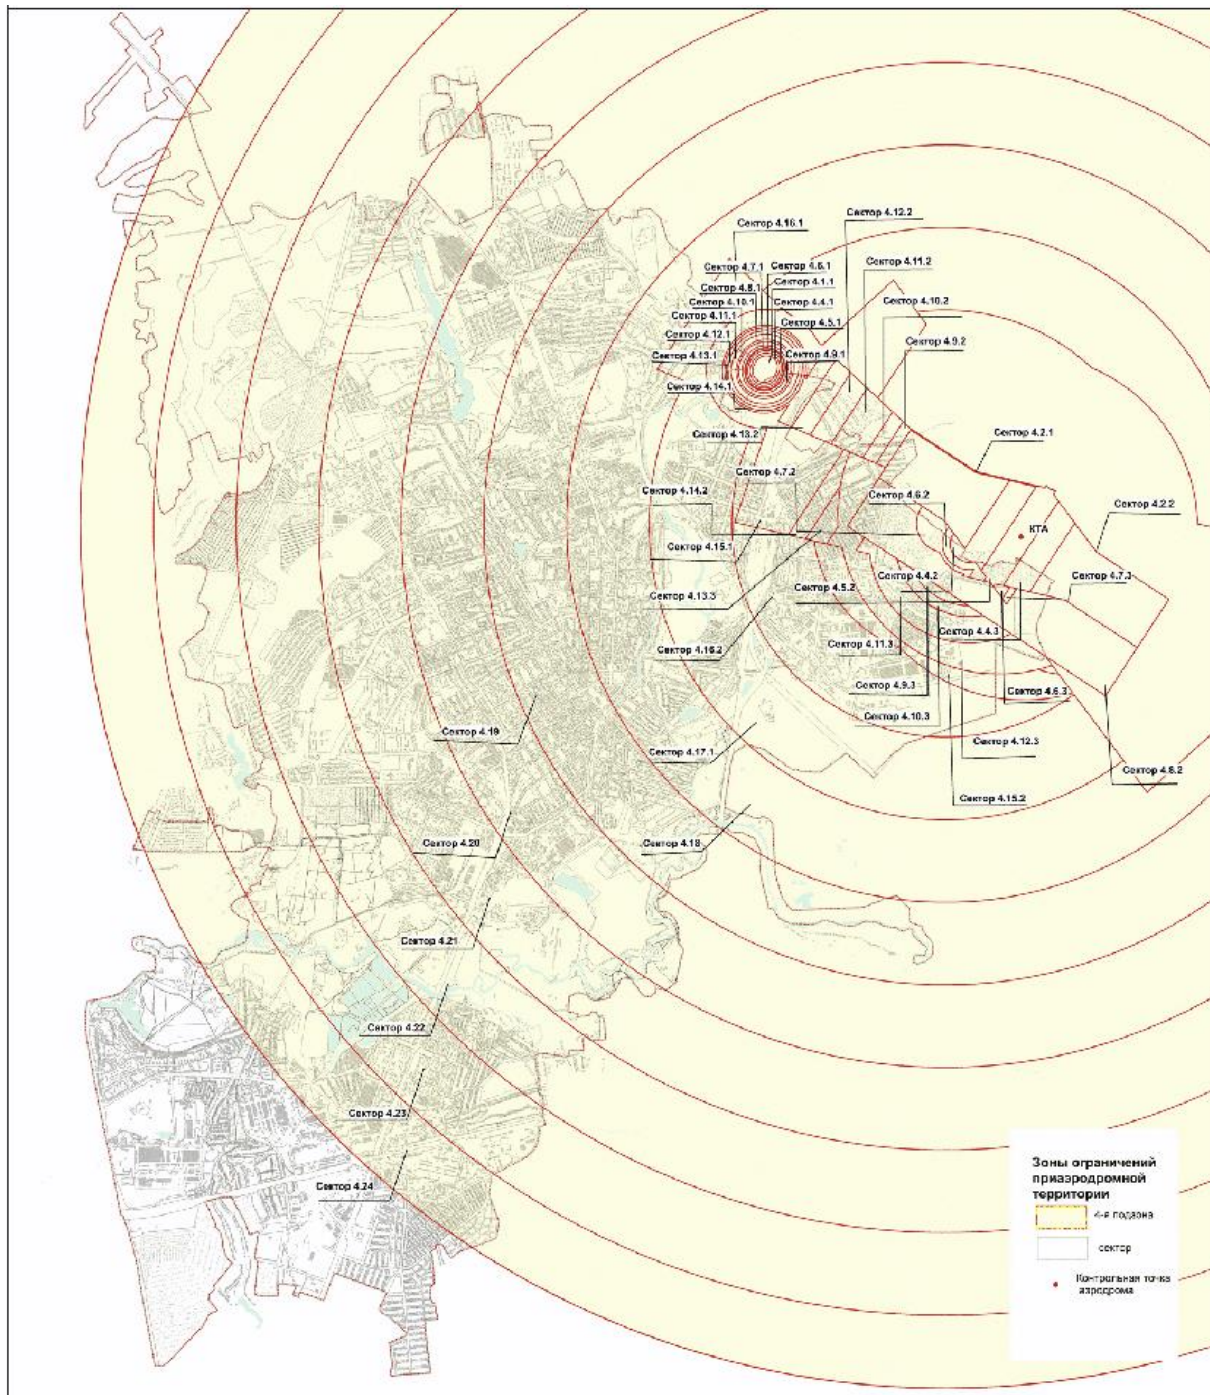 Сектор 4.12.2
Сектор 4.16.1
Сектор 4.11.2
Сектор 4.7.1
Сектор 4.6.1
Сектор 4.8.1
Сектор 4.1.1
Сектор 4.10.1
Сектор 4.4.1
Сектор 4.10.2
Сектор 4.11.1
Сектор 4.5.1
Сектор 4.12.1
Сектор 4.9.2
Сектор 4.13.1
Сектор 4.9.1
Сектор 4.14.1
Сектор 4.13.2
Сектор 4.2.1
Сектор 4.7.2
Сектор 4.14.2
Сектор 4.6.2
Сектор 4.2.2
КТА
Сектор 4.15.1
Сектор 4.4.2
Сектор 4.7.3
Сектор 4.5.2
Сектор 4.13.3
Сектор 4.4.3
Сектор 4.11.3
Сектор 4.16.2
Сектор 4.9.3
Сектор 4.6.3
Сектор 4.10.3
Сектор 4.19
Сектор 4.12.3
Сектор 4.17.1
Сектор 4.8.2
Сектор 4.15.2
Сектор 4.20
Сектор 4.18
Сектор 4.21
Сектор 4.22
Сектор 4.23
Сектор 4.24
Зоны ограничений
приаэродромной
территории
4-я подзона
сектор
Контрольная точка
аэродрома